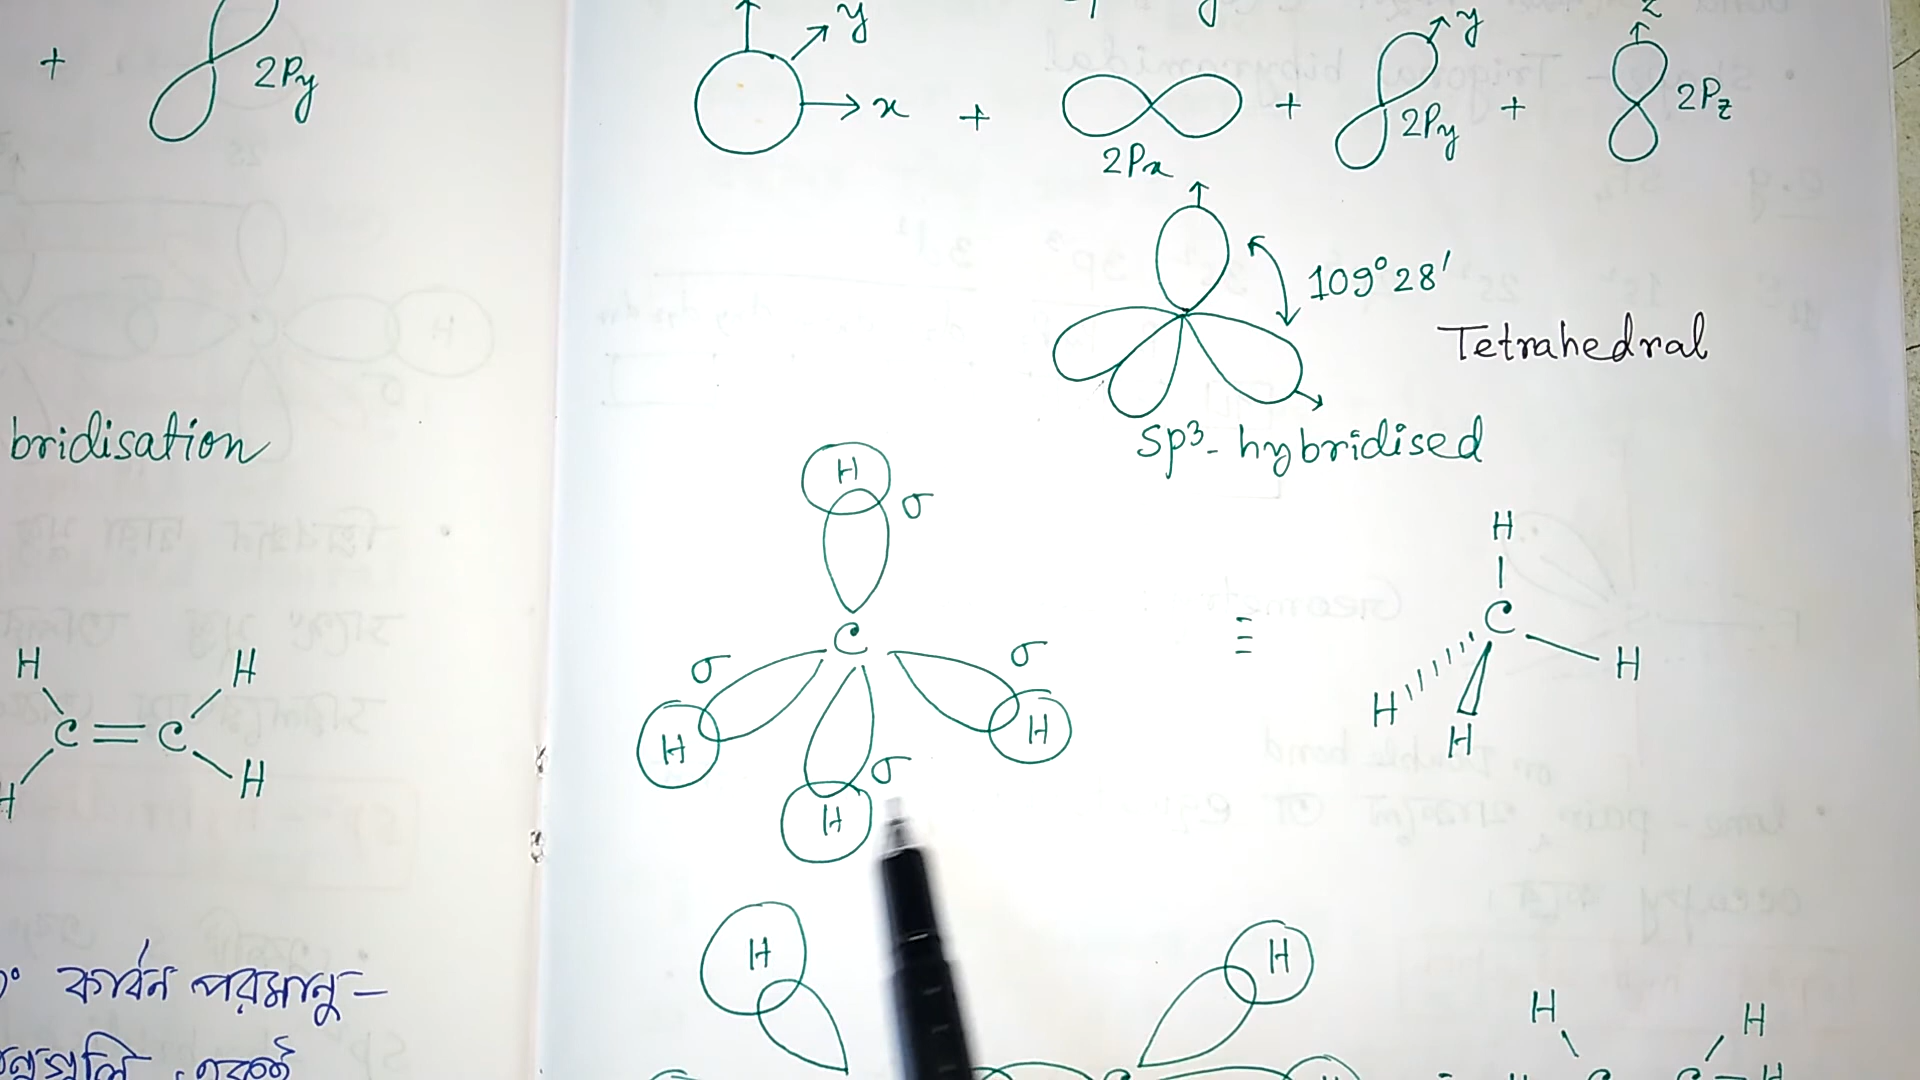 + 2Py
y
x
+
2Px
+
2Py
y
+
z
2Pz
109°28'
Tetrahedral
Sp³- hybridised
bridisation
H
σ
C
σ
σ
H
H
σ
H
≡
H
C
H
H
H
H H
C = C
H H
H
H
C
H
H
H
কার্বন পরমানু-